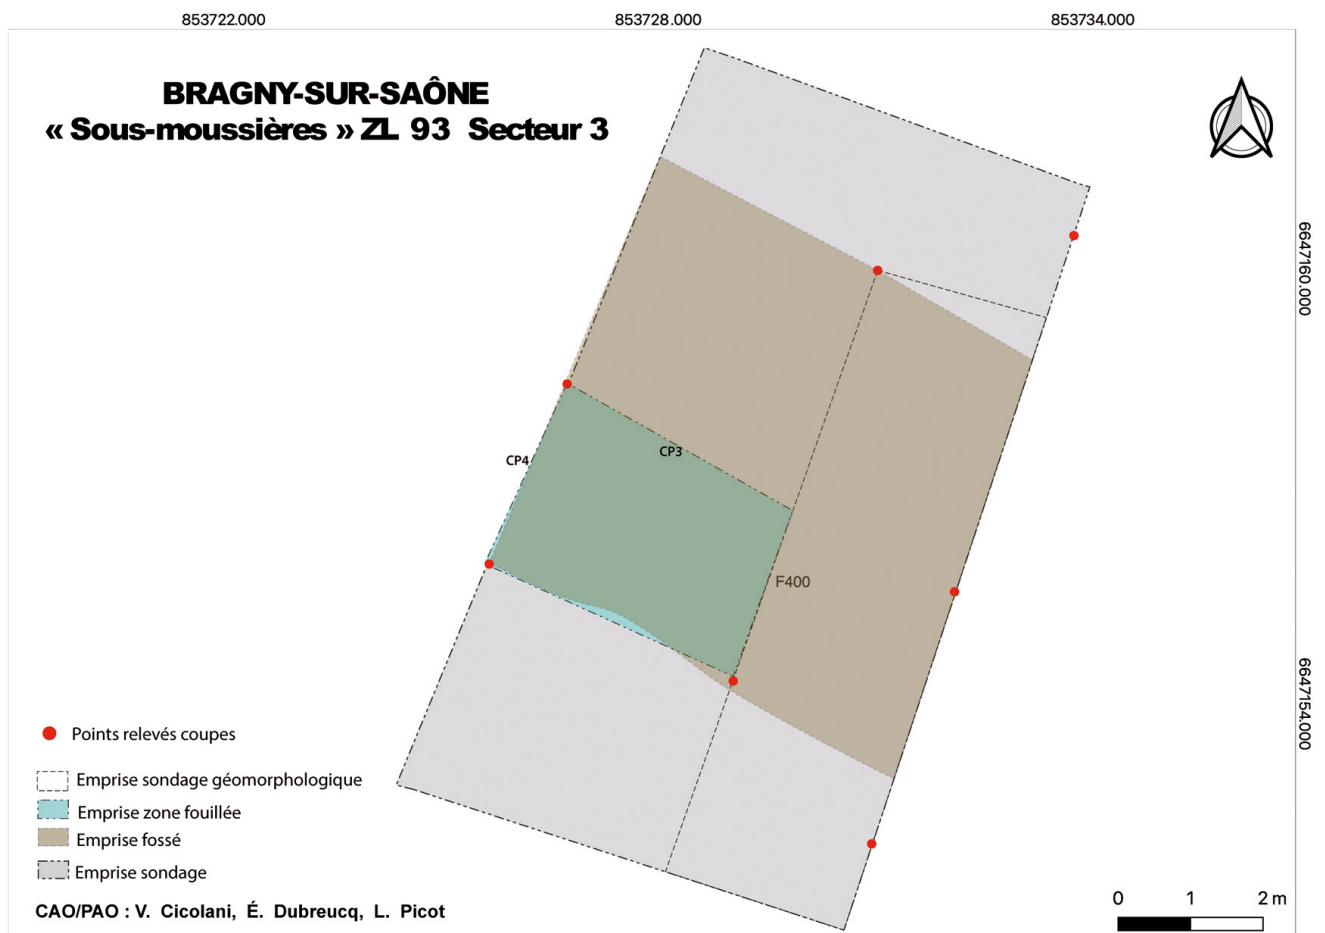 853722.000 853728.000 853734.000
BRAGNY-SUR-SAÔNE
« Sous-moussières » ZL 93 Secteur 3
6647160.000
CP3
CP4
F400
6647154.000
Points relevés coupes
Emprise sondage géomorphologique
Emprise zone fouillée
Emprise fossé
Emprise sondage
CAO/PAO : V. Cicolani, É. Dubreucq, L. Picot
0 1 2 m